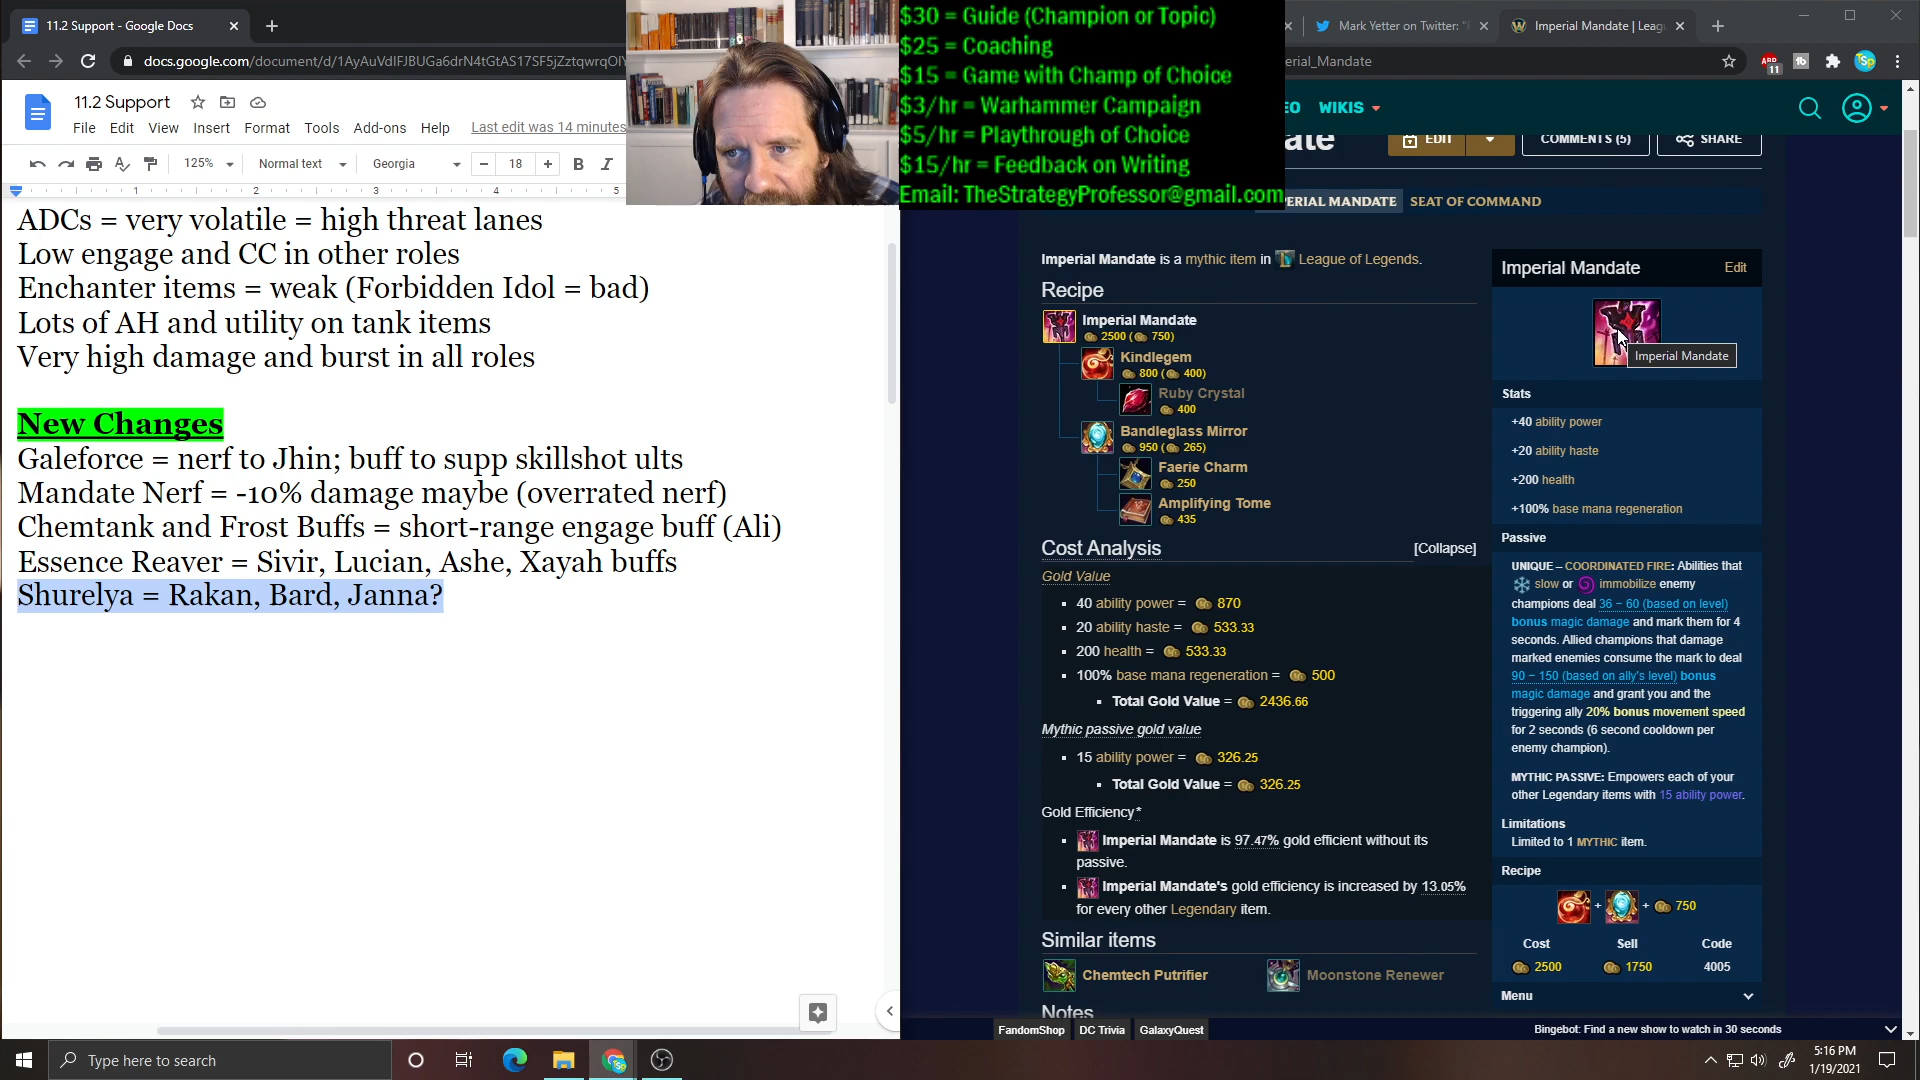 11.2 Support - Google Docs
docs.google.com/document/d/1AyAuVdIFJBUGa6drN4tGtAS17SF5jZztqwrqOIY
11.2 Support
File Edit View Insert Format Tools Add-ons Help Last edit was 14 minutes
125% Normal text Georgia 18 B I
1 2 3 4 5
ADCs = very volatile = high threat lanes
Low engage and CC in other roles
Enchanter items = weak (Forbidden Idol = bad)
Lots of AH and utility on tank items
Very high damage and burst in all roles
New Changes
Galeforce = nerf to Jhin; buff to supp skillshot ults
Mandate Nerf = -10% damage maybe (overrated nerf)
Chemtank and Frost Buffs = short-range engage buff (Ali)
Essence Reaver = Sivir, Lucian, Ashe, Xayah buffs
Shurelya = Rakan, Bard, Janna?
$30 = Guide (Champion or Topic)
$25 = Coaching
$15 = Game with Champ of Choice
$3/hr = Warhammer Campaign
$5/hr = Playthrough of Choice
$15/hr = Feedback on Writing
Email: TheStrategyProfessor@gmail.com
Mark Yetter on Twitter: "
Imperial Mandate | Leag
erial_Mandate
11
EO WIKIS
ate
EDIT COMMENTS (5) SHARE
PERIAL MANDATE SEAT OF COMMAND
Imperial Mandate is a mythic item in League of Legends.
Recipe
Imperial Mandate
2500 ( 750)
Kindlegem
800 ( 400)
Ruby Crystal
400
Bandleglass Mirror
950 ( 265)
Faerie Charm
250
Amplifying Tome
435
Cost Analysis [Collapse]
Gold Value
40 ability power = 870
20 ability haste = 533.33
200 health = 533.33
100% base mana regeneration = 500
Total Gold Value = 2436.66
Mythic passive gold value
15 ability power = 326.25
Total Gold Value = 326.25
Gold Efficiency*
Imperial Mandate is 97.47% gold efficient without its
passive.
Imperial Mandate's gold efficiency is increased by 13.05%
for every other Legendary item.
Similar items
Chemtech Putrifier Moonstone Renewer
Notes
Imperial Mandate Edit
Imperial Mandate
Stats
+40 ability power
+20 ability haste
+200 health
+100% base mana regeneration
Passive
UNIQUE – COORDINATED FIRE: Abilities that
slow or immobilize enemy
champions deal 36 – 60 (based on level)
bonus magic damage and mark them for 4
seconds. Allied champions that damage
marked enemies consume the mark to deal
90 – 150 (based on ally's level) bonus
magic damage and grant you and the
triggering ally 20% bonus movement speed
for 2 seconds (6 second cooldown per
enemy champion).
MYTHIC PASSIVE: Empowers each of your
other Legendary items with 15 ability power.
Limitations
Limited to 1 MYTHIC item.
Recipe
+ + 750
Cost Sell Code
2500 1750 4005
Menu
FandomShop DC Trivia GalaxyQuest
Bingebot: Find a new show to watch in 30 seconds
Type here to search
5:16 PM
1/19/2021